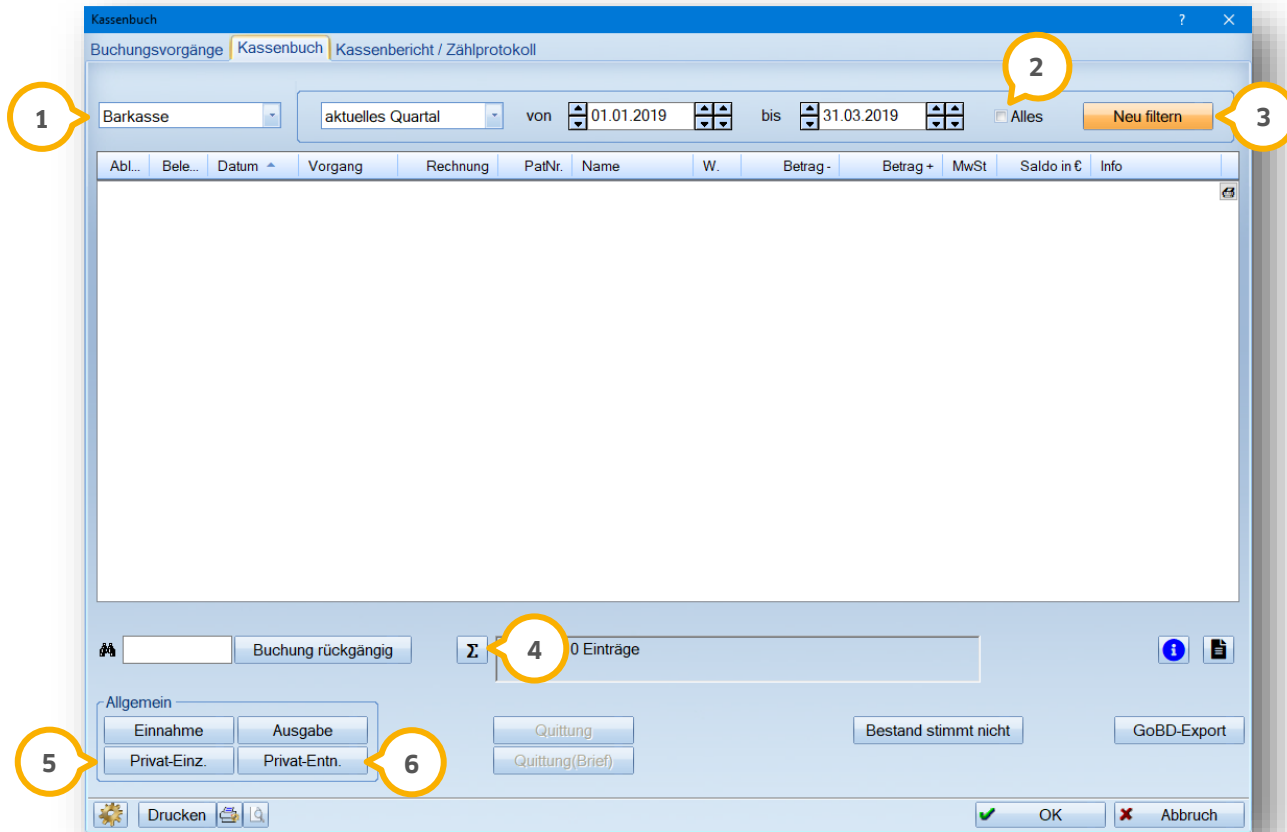 Kassenbuch ?
Buchungsvorgänge Kassenbuch Kassenbericht / Zählprotokoll
2
1 Barkasse aktuelles Quartal von 01.01.2019 bis 31.03.2019 Alles Neu filtern 3
Abl... Bele... Datum Vorgang Rechnung PatNr. Name W. Betrag - Betrag + MwSt Saldo in € Info
Buchung rückgängig Σ 4 0 Einträge i
Allgemein
Einnahme Ausgabe Quittung Bestand stimmt nicht GoBD-Export
5 Privat-Einz. Privat-Entn. 6 Quittung(Brief)
Drucken OK Abbruch